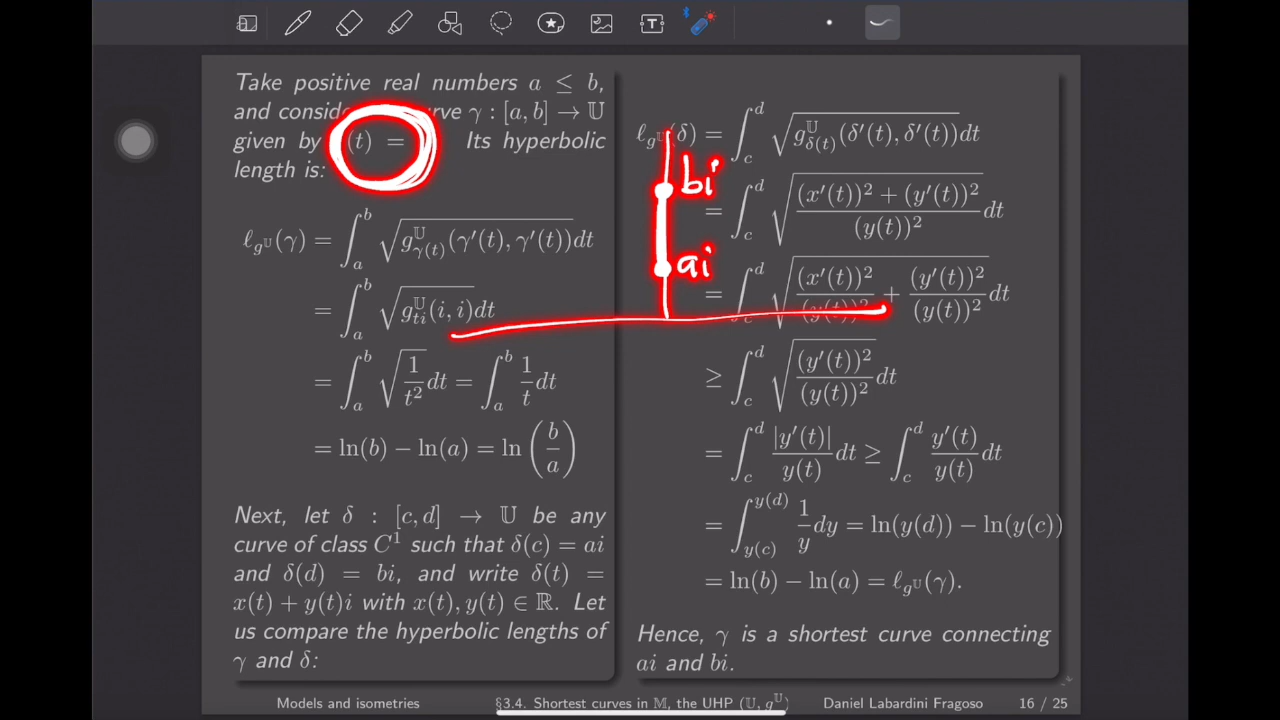 Take positive real numbers a ≤ b,
and conside rve γ : [a, b] → 𝕌
given by (t) = Its hyperbolic
length is:
ℓ_{g^𝕌}(γ) = ∫_a^b √(g^𝕌_{γ(t)}(γ′(t), γ′(t)))dt
= ∫_a^b √(g^𝕌_{ti}(i, i))dt
= ∫_a^b √(1/t²)dt = ∫_a^b 1/t dt
= ln(b) − ln(a) = ln (b/a)
Next, let δ : [c, d] → 𝕌 be any
curve of class C¹ such that δ(c) = ai
and δ(d) = bi, and write δ(t) =
x(t) + y(t)i with x(t), y(t) ∈ ℝ. Let
us compare the hyperbolic lengths of
γ and δ:
ℓ_{g^𝕌}(δ) = ∫_c^d √(g^𝕌_{δ(t)}(δ′(t), δ′(t)))dt
bi
= ∫_c^d √(((x′(t))² + (y′(t))²)/(y(t))²)dt
ai
= ∫_c^d √((x′(t))²/(y(t))² + (y′(t))²/(y(t))²)dt
≥ ∫_c^d √((y′(t))²/(y(t))²)dt
= ∫_c^d |y′(t)|/y(t) dt ≥ ∫_c^d y′(t)/y(t) dt
= ∫_{y(c)}^{y(d)} 1/y dy = ln(y(d)) − ln(y(c))
= ln(b) − ln(a) = ℓ_{g^𝕌}(γ).
Hence, γ is a shortest curve connecting
ai and bi.
Models and isometries
§3.4. Shortest curves in 𝕄, the UHP (𝕌, g^𝕌)
Daniel Labardini Fragoso
16 / 25